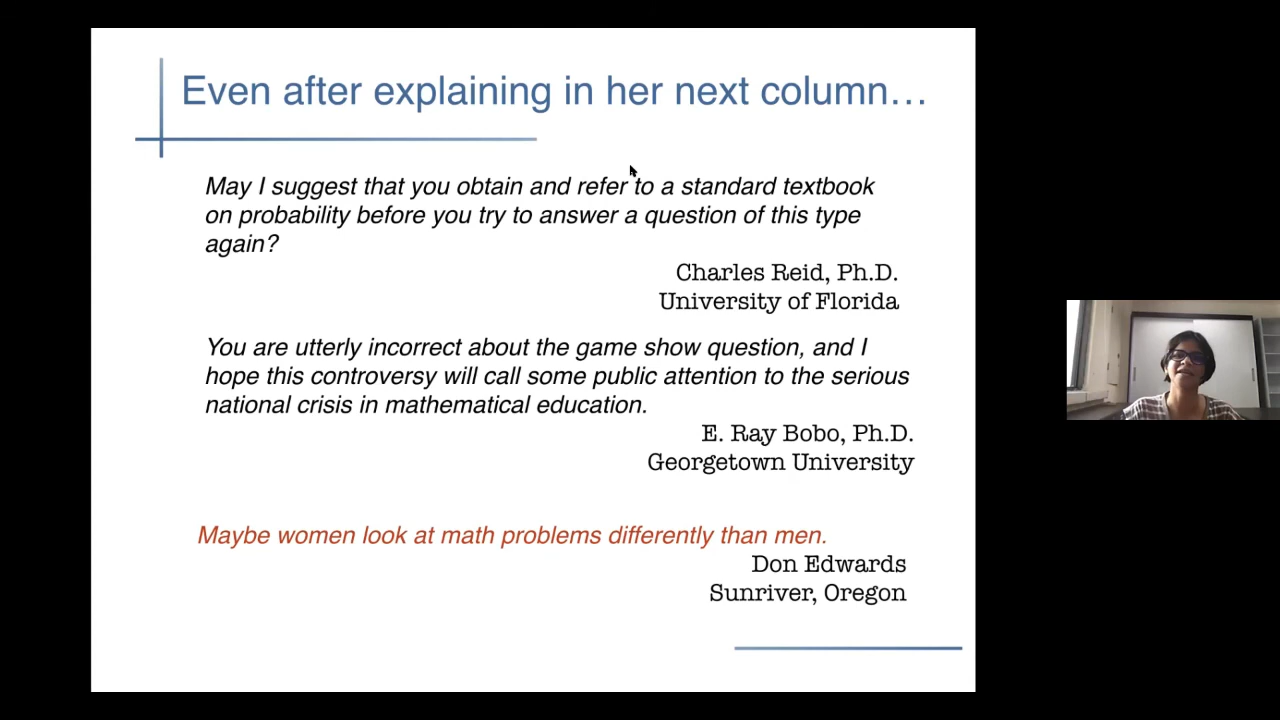 Even after explaining in her next column…
May I suggest that you obtain and refer to a standard textbook
on probability before you try to answer a question of this type
again?
Charles Reid, Ph.D.
University of Florida
You are utterly incorrect about the game show question, and I
hope this controversy will call some public attention to the serious
national crisis in mathematical education.
E. Ray Bobo, Ph.D.
Georgetown University
Maybe women look at math problems differently than men.
Don Edwards
Sunriver, Oregon